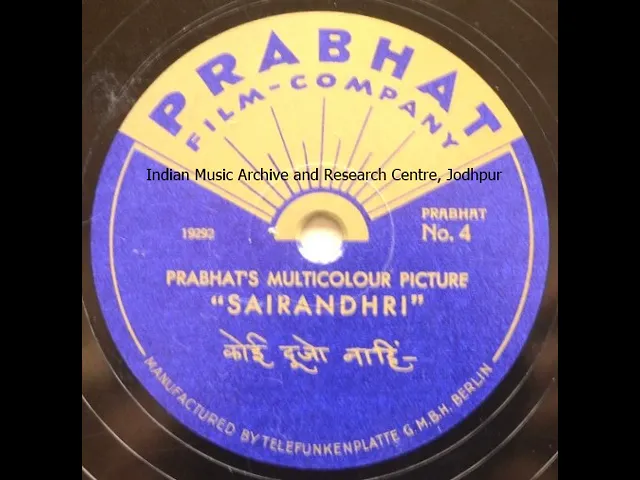 PRABHAT
FILM-COMPANY
Indian Music Archive and Research Centre, Jodhpur
PRABHAT
19292 No. 4
PRABHAT'S MULTICOLOUR PICTURE
"SAIRANDHRI"
कोई दूजो नाहिं-
MANUFACTURED BY TELEFUNKENPLATTE G.M.B.H. BERLIN